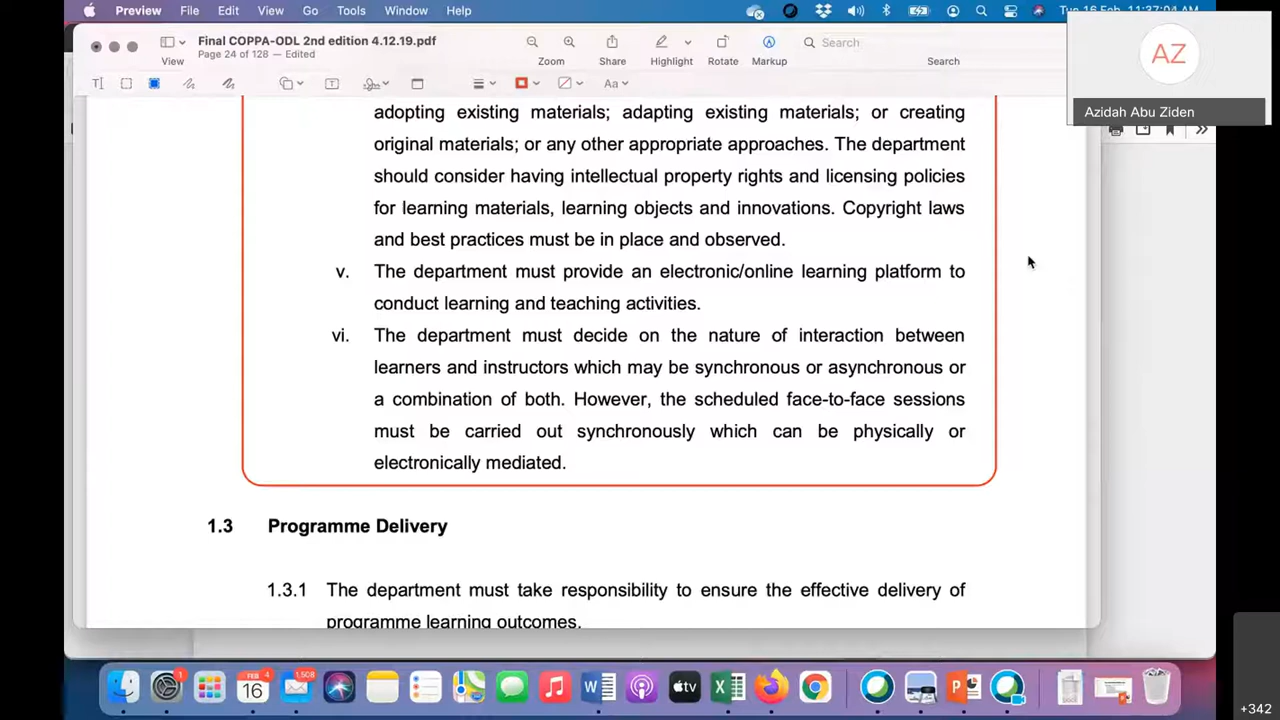 Preview File Edit View Go Tools Window Help
Tue 16 Feb 11:37:04 AM
Final COPPA-ODL 2nd edition 4.12.19.pdf
Page 24 of 128 — Edited
Search
View Zoom Share Highlight Rotate Markup Search
Aa
AZ
Azidah Abu Ziden
adopting existing materials; adapting existing materials; or creating
original materials; or any other appropriate approaches. The department
should consider having intellectual property rights and licensing policies
for learning materials, learning objects and innovations. Copyright laws
and best practices must be in place and observed.
v. The department must provide an electronic/online learning platform to
conduct learning and teaching activities.
vi. The department must decide on the nature of interaction between
learners and instructors which may be synchronous or asynchronous or
a combination of both. However, the scheduled face-to-face sessions
must be carried out synchronously which can be physically or
electronically mediated.
1.3 Programme Delivery
1.3.1 The department must take responsibility to ensure the effective delivery of
programme learning outcomes.
1
FEB 4
16
1,508
tv
+342